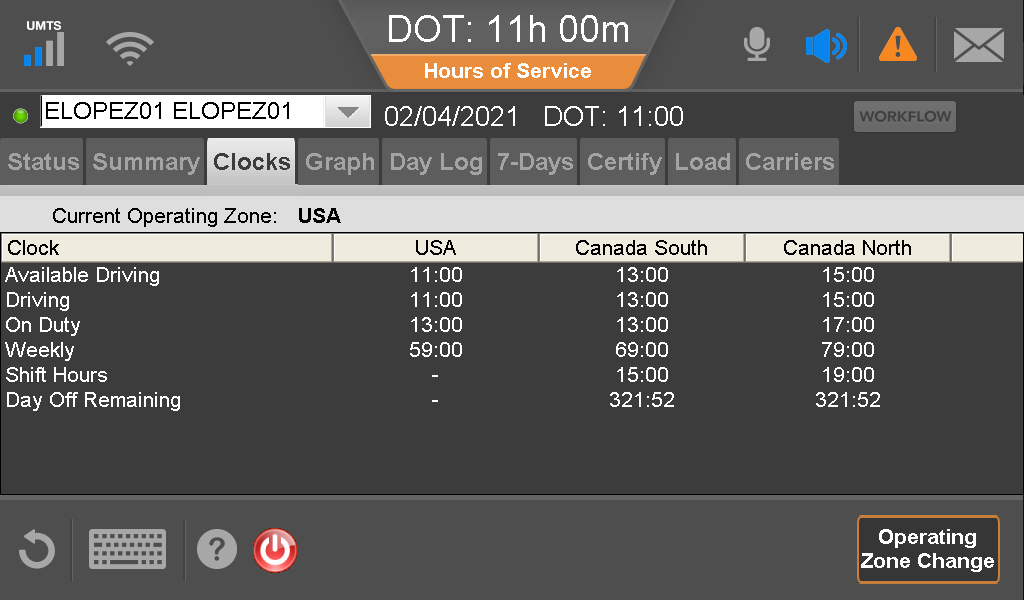 UMTS
DOT: 11h 00m
Hours of Service
ELOPEZ01 ELOPEZ01 02/04/2021 DOT: 11:00 WORKFLOW
Status Summary Clocks Graph Day Log 7-Days Certify Load Carriers
Current Operating Zone: USA
Clock USA Canada South Canada North
Available Driving 11:00 13:00 15:00
Driving 11:00 13:00 15:00
On Duty 13:00 13:00 17:00
Weekly 59:00 69:00 79:00
Shift Hours - 15:00 19:00
Day Off Remaining - 321:52 321:52
?
Operating
Zone Change